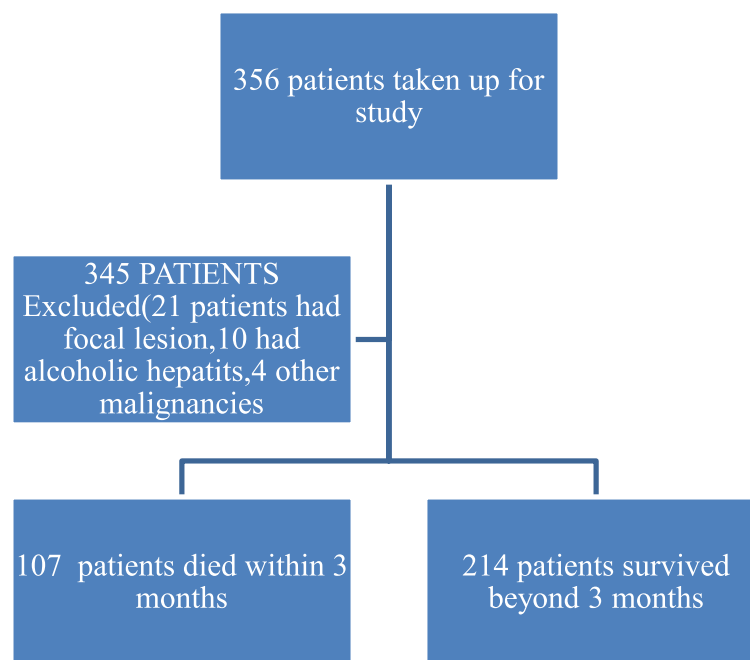 356 patients taken up for
study
345 PATIENTS
Excluded(21 patients had
focal lesion,10 had
alcoholic hepatits,4 other
malignancies
107 patients died within 3
months
214 patients survived
beyond 3 months